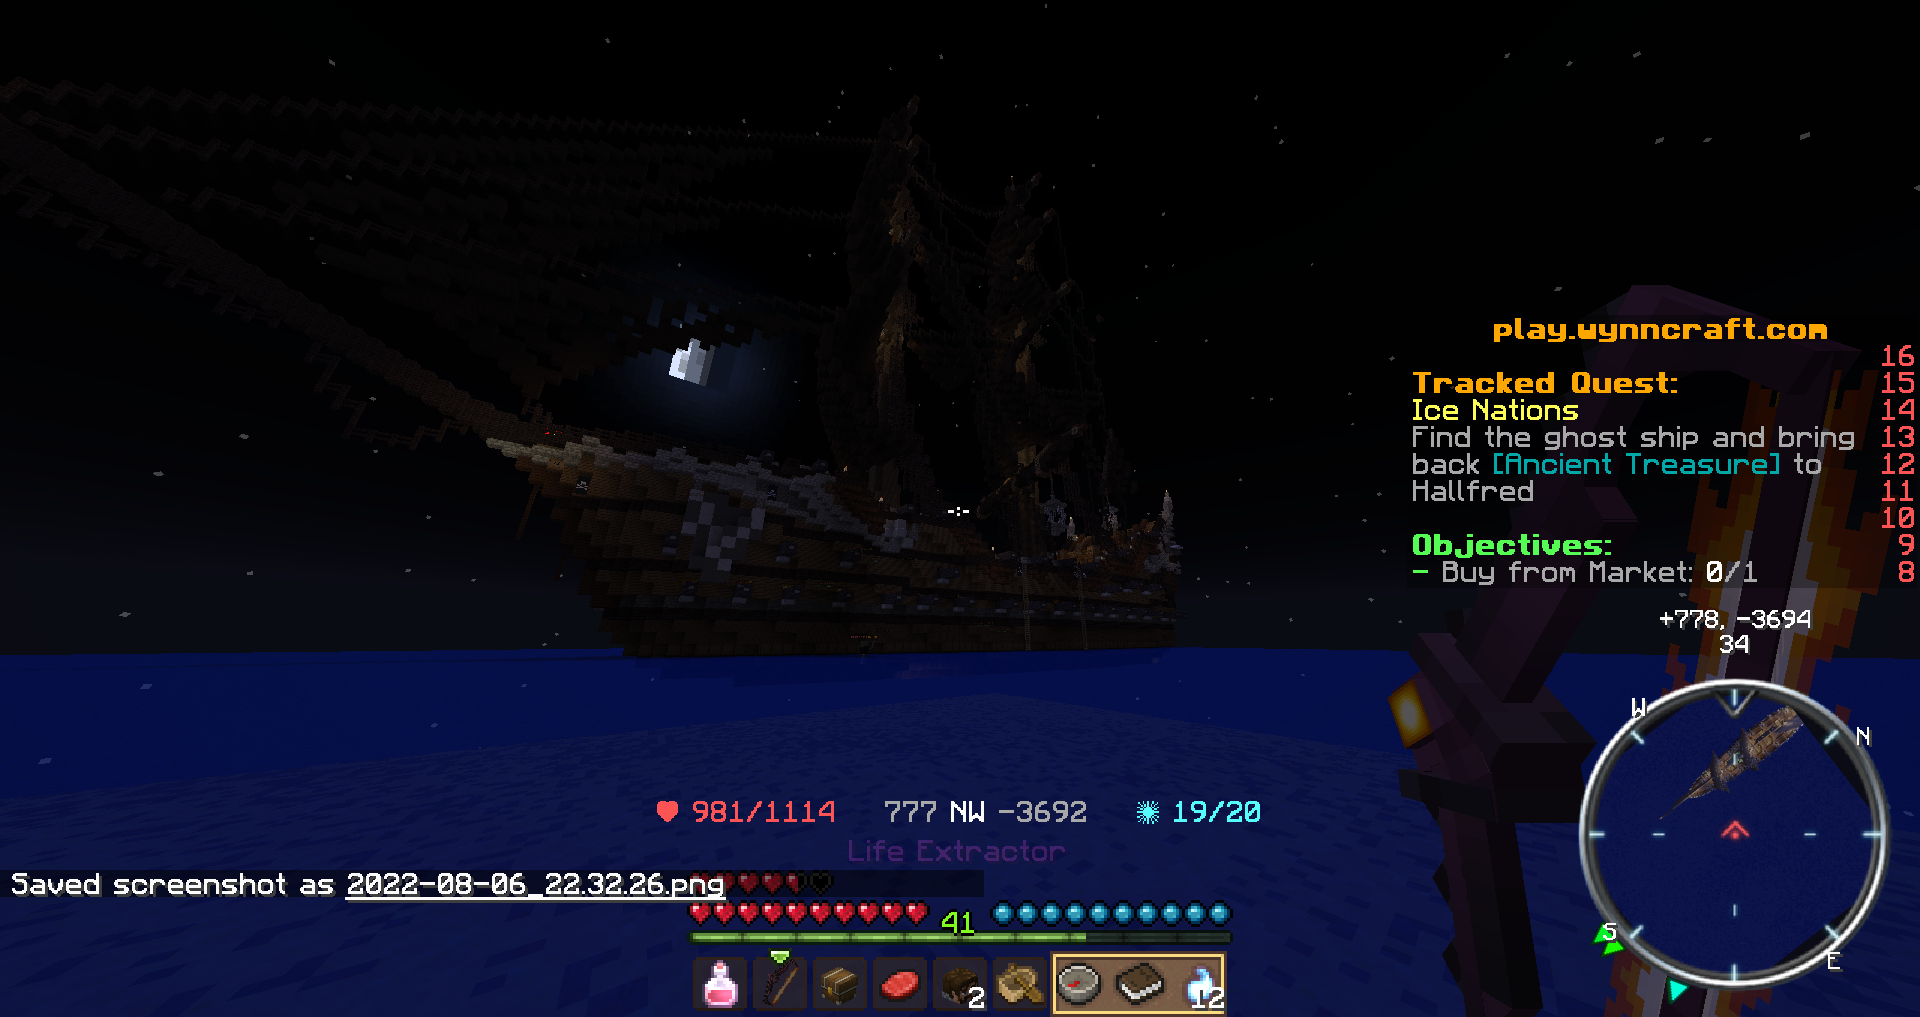 play.wynncraft.com
16
Tracked Quest: 15
Ice Nations 14
Find the ghost ship and bring 13
back [Ancient Treasure] to 12
Hallfred 11
10
Objectives: 9
- Buy from Market: 0/1 8
+778, -3694
34
W
N
S
E
981/1114 777 NW -3692 19/20
Life Extractor
Saved screenshot as 2022-08-06_22.32.26.png
41
2
12